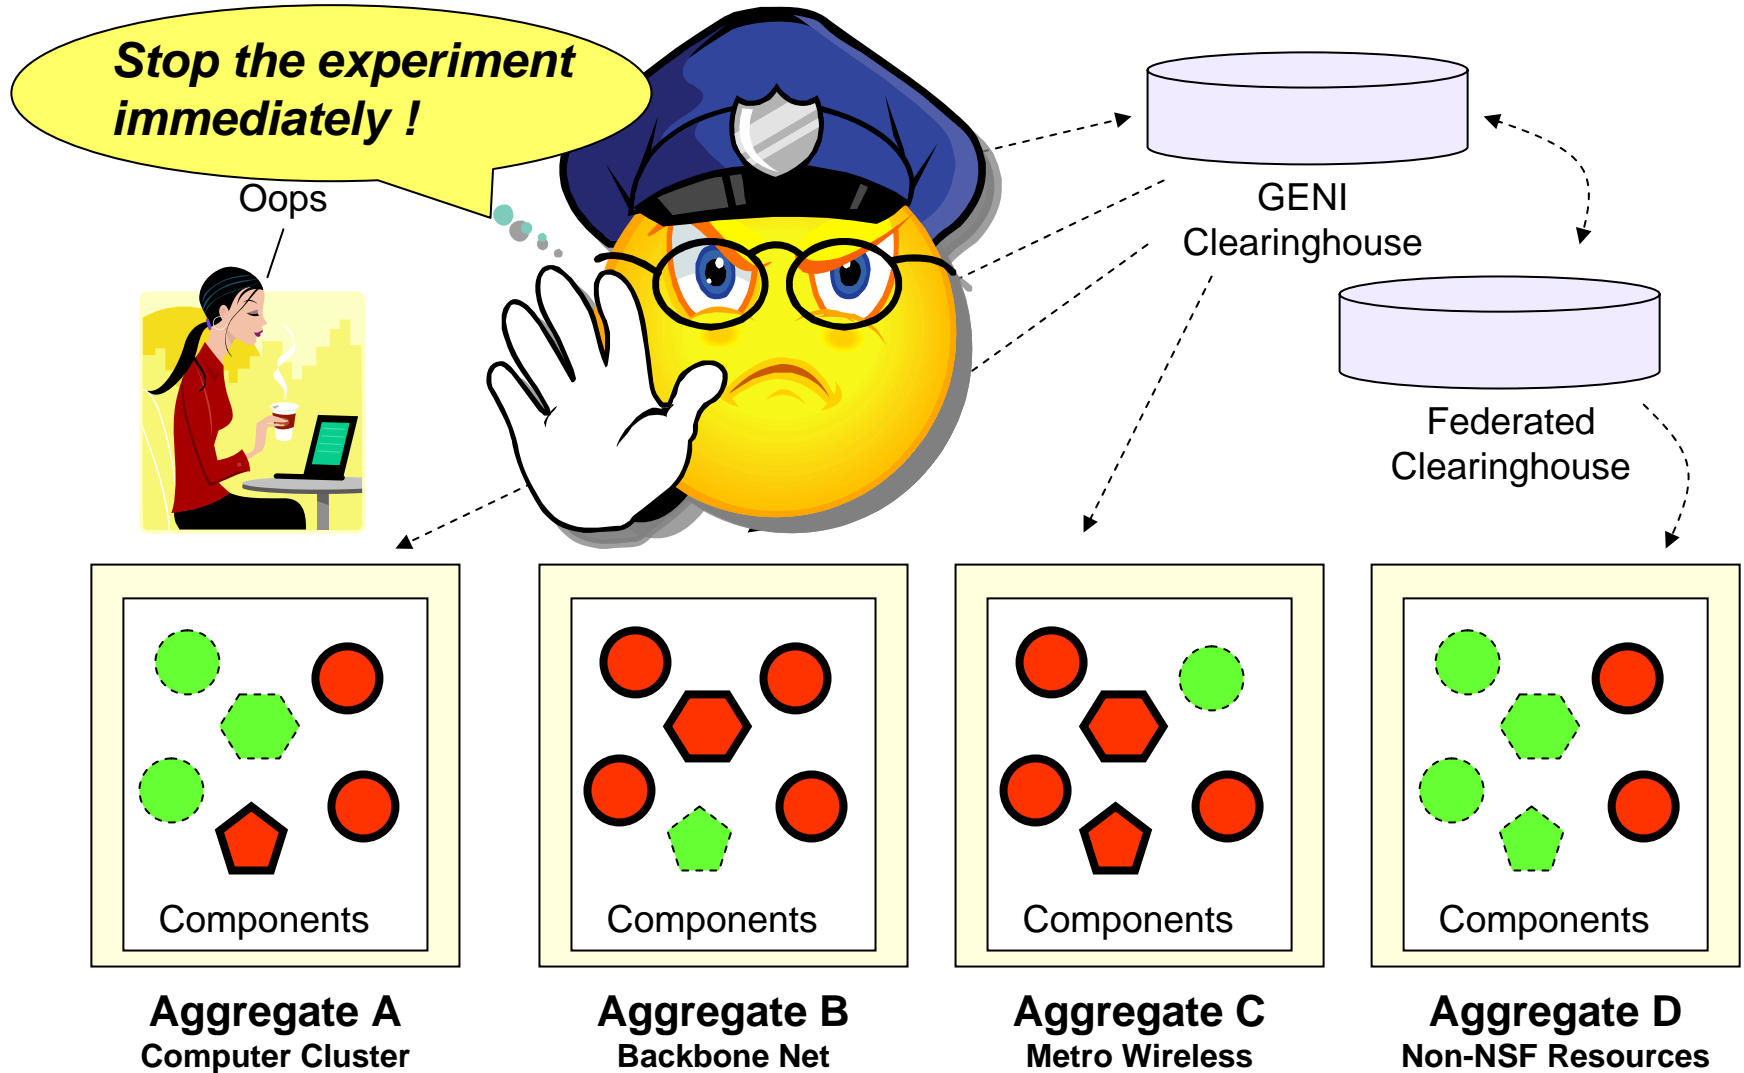 Stop the experiment
immediately !
Oops
GENI
Clearinghouse
Federated
Clearinghouse
Components
Components
Components
Components
Aggregate A
Computer Cluster
Aggregate B
Backbone Net
Aggregate C
Metro Wireless
Aggregate D
Non-NSF Resources